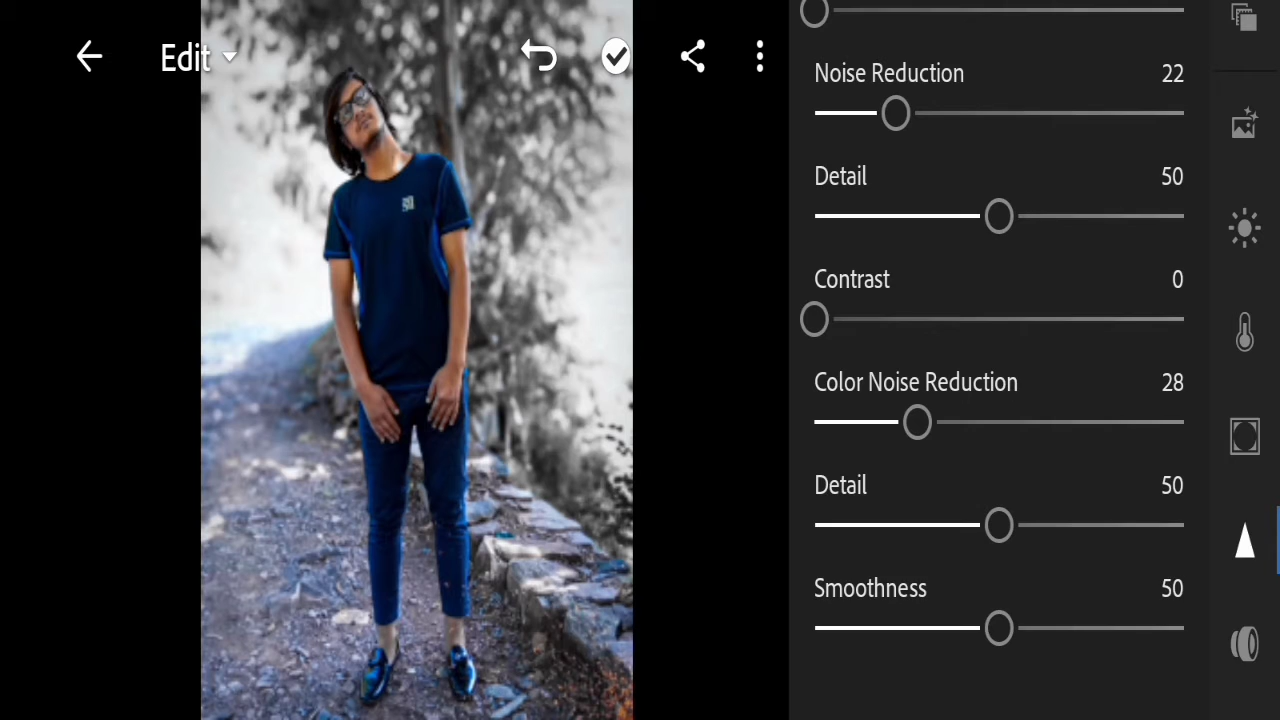 Edit
Noise Reduction 22
Detail 50
Contrast 0
Color Noise Reduction 28
Detail 50
Smoothness 50